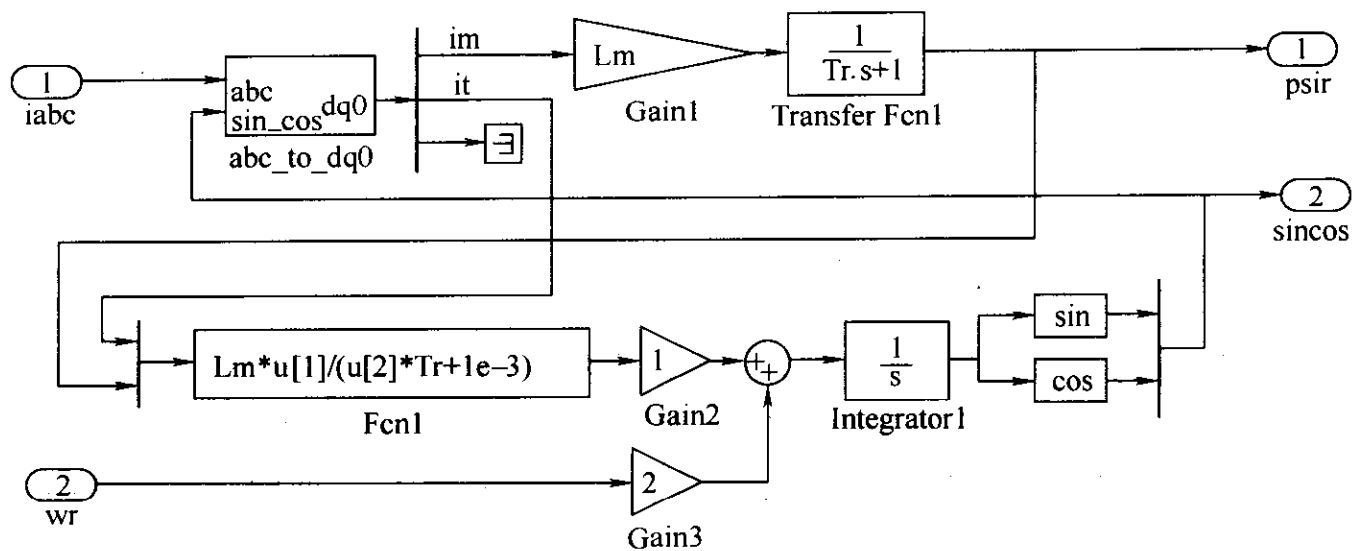 im
Lm
1
Tr.s+1
1
psir
Gain1
Transfer Fcn1
1
iabc
abc
sin_cos
dq0
abc_to_dq0
it
2
sincos
Lm*u[1]/(u[2]*Tr+1e-3)
Fcn1
1
Gain2
+
+
1
s
Integrator1
sin
cos
2
wr
2
Gain3